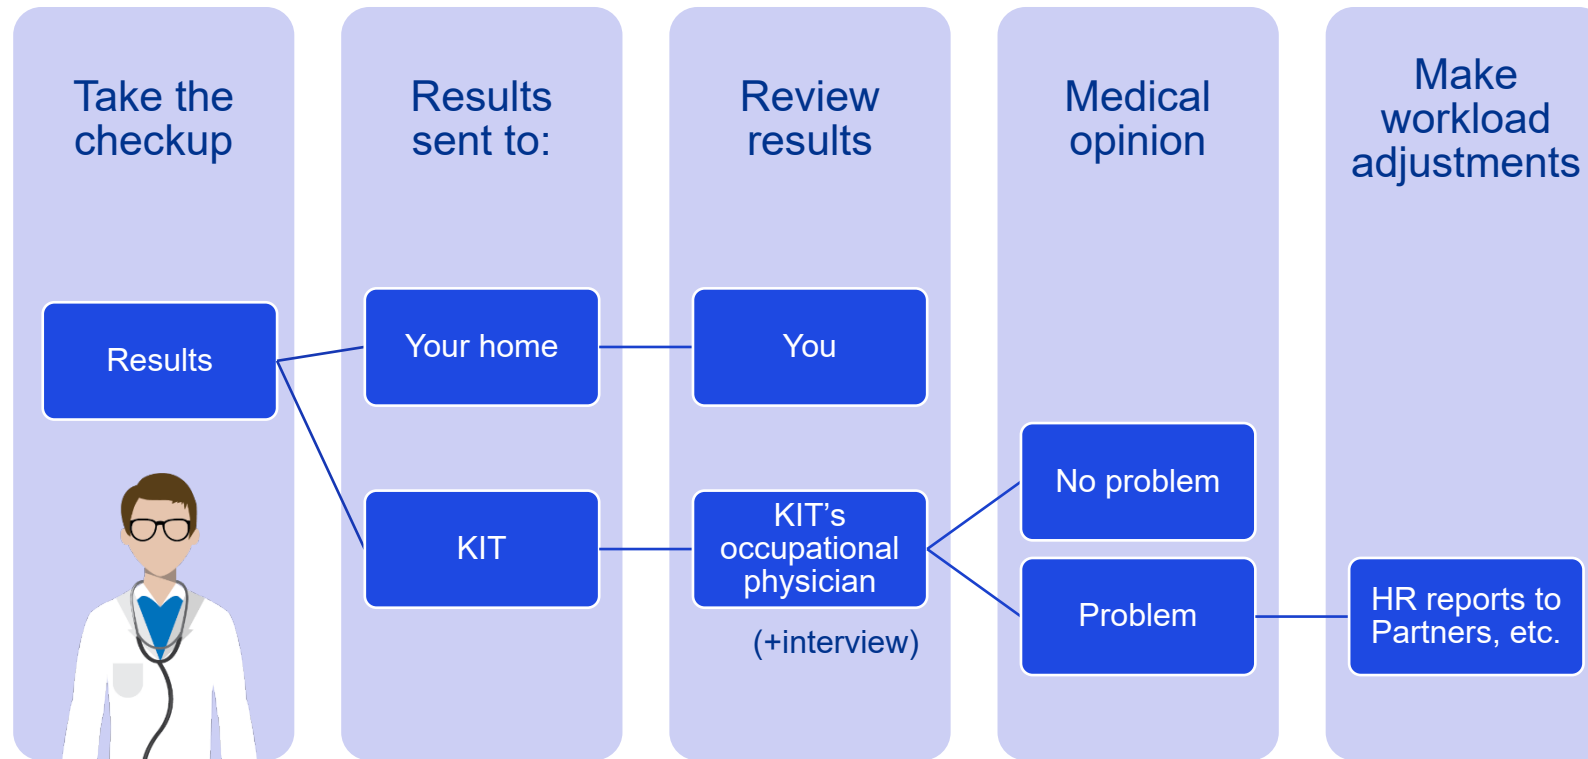 Take the
checkup
Results
sent to:
Review
results
Medical
opinion
Make
workload
adjustments
Results
Your home
You
KIT
KIT’s
occupational
physician
(+interview)
No problem
Problem
HR reports to
Partners, etc.